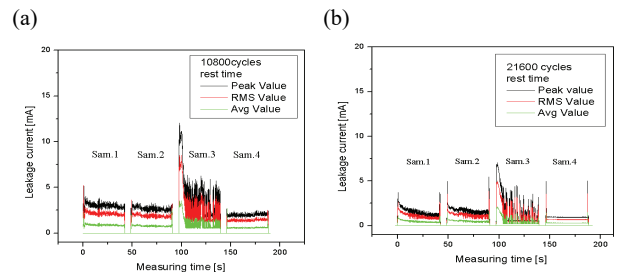 (a)
20
15
10
5
0
Leakage current [mA]
10800cycles
rest time
Peak Value
RMS Value
Avg Value
Sam.1 Sam.2 Sam.3 Sam.4
0 50 100 150 200
Measuring time [s]
(b)
20
15
10
5
0
Leakage current [mA]
21600 cycles
rest time
Peak value
RMS Value
Avg Value
Sam.1 Sam.2 Sam.3 Sam.4
0 50 100 150 200
Measuring time [s]